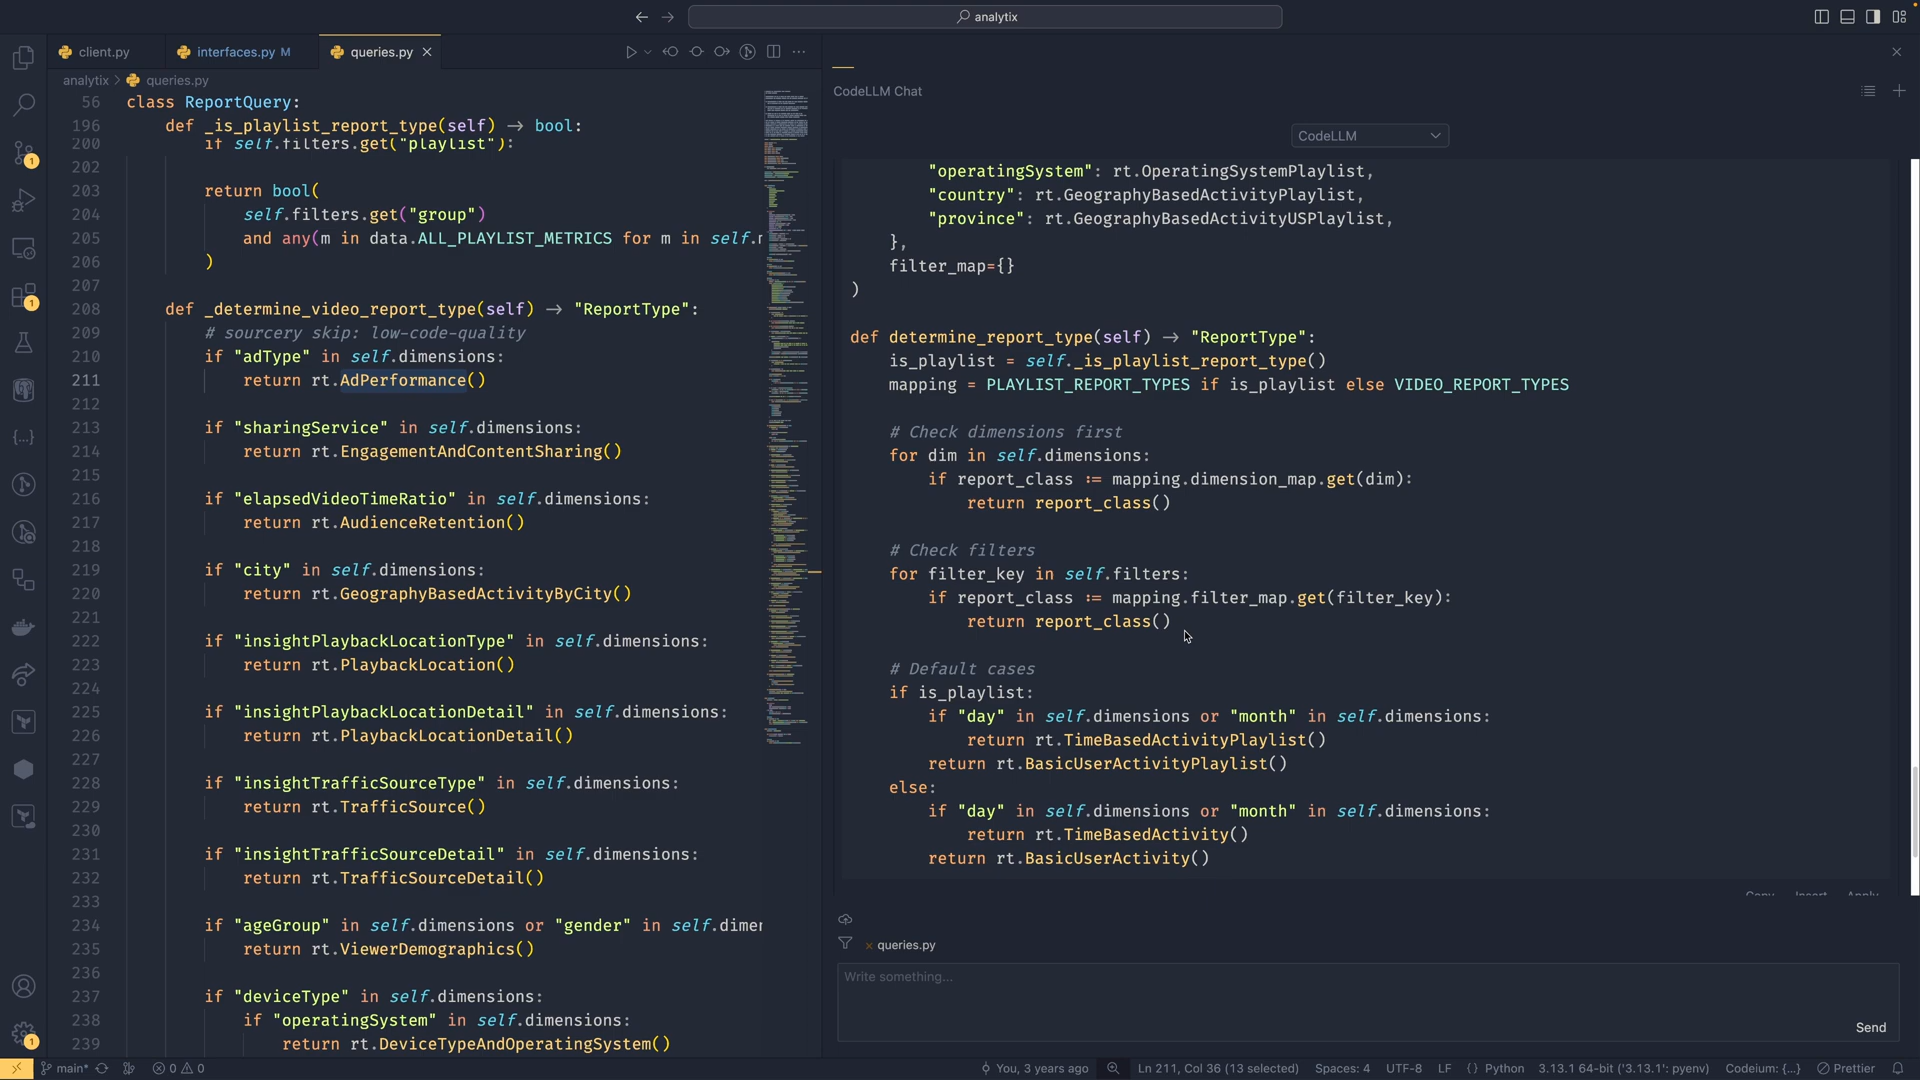 analytix
client.py
interfaces.py M
queries.py
analytix > queries.py
56 class ReportQuery:
196 def _is_playlist_report_type(self) → bool:
200 if self.filters.get("playlist"):
202
203 return bool(
204 self.filters.get("group")
205 and any(m in data.ALL_PLAYLIST_METRICS for m in self.
206 )
207
208 def _determine_video_report_type(self) → "ReportType":
209 # sourcery skip: low-code-quality
210 if "adType" in self.dimensions:
211 return rt.AdPerformance()
212
213 if "sharingService" in self.dimensions:
214 return rt.EngagementAndContentSharing()
215
216 if "elapsedVideoTimeRatio" in self.dimensions:
217 return rt.AudienceRetention()
218
219 if "city" in self.dimensions:
220 return rt.GeographyBasedActivityByCity()
221
222 if "insightPlaybackLocationType" in self.dimensions:
223 return rt.PlaybackLocation()
224
225 if "insightPlaybackLocationDetail" in self.dimensions:
226 return rt.PlaybackLocationDetail()
227
228 if "insightTrafficSourceType" in self.dimensions:
229 return rt.TrafficSource()
230
231 if "insightTrafficSourceDetail" in self.dimensions:
232 return rt.TrafficSourceDetail()
233
234 if "ageGroup" in self.dimensions or "gender" in self.dimer
235 return rt.ViewerDemographics()
236
237 if "deviceType" in self.dimensions:
238 if "operatingSystem" in self.dimensions:
239 return rt.DeviceTypeAndOperatingSystem()
CodeLLM Chat
CodeLLM
"operatingSystem": rt.OperatingSystemPlaylist,
"country": rt.GeographyBasedActivityPlaylist,
"province": rt.GeographyBasedActivityUSPlaylist,
},
filter_map={}
)
def determine_report_type(self) → "ReportType":
is_playlist = self._is_playlist_report_type()
mapping = PLAYLIST_REPORT_TYPES if is_playlist else VIDEO_REPORT_TYPES
# Check dimensions first
for dim in self.dimensions:
if report_class := mapping.dimension_map.get(dim):
return report_class()
# Check filters
for filter_key in self.filters:
if report_class := mapping.filter_map.get(filter_key):
return report_class()
# Default cases
if is_playlist:
if "day" in self.dimensions or "month" in self.dimensions:
return rt.TimeBasedActivityPlaylist()
return rt.BasicUserActivityPlaylist()
else:
if "day" in self.dimensions or "month" in self.dimensions:
return rt.TimeBasedActivity()
return rt.BasicUserActivity()
Copy Insert Apply
× queries.py
Write something...
Send
main* 0 0 You, 3 years ago Ln 211, Col 36 (13 selected) Spaces: 4 UTF-8 LF { } Python 3.13.1 64-bit ('3.13.1': pyenv) Codeium: {...} Prettier